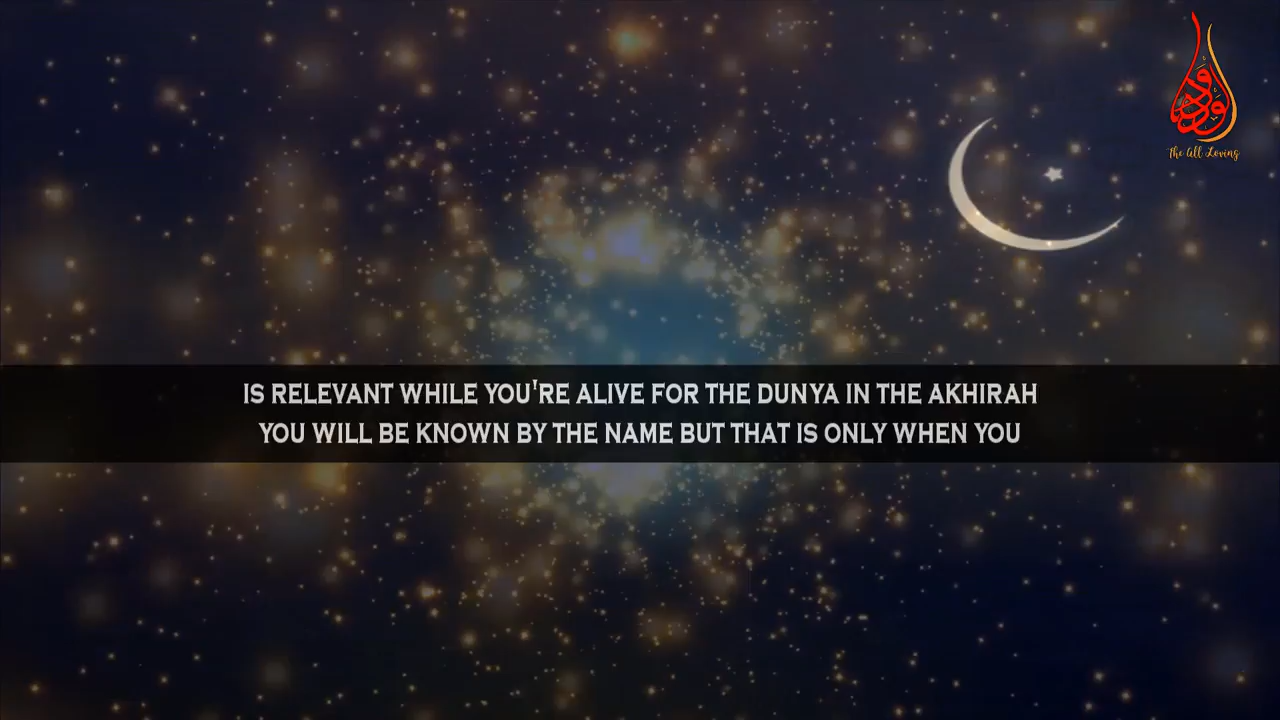 The All Loving
IS RELEVANT WHILE YOU'RE ALIVE FOR THE DUNYA IN THE AKHIRAH
YOU WILL BE KNOWN BY THE NAME BUT THAT IS ONLY WHEN YOU